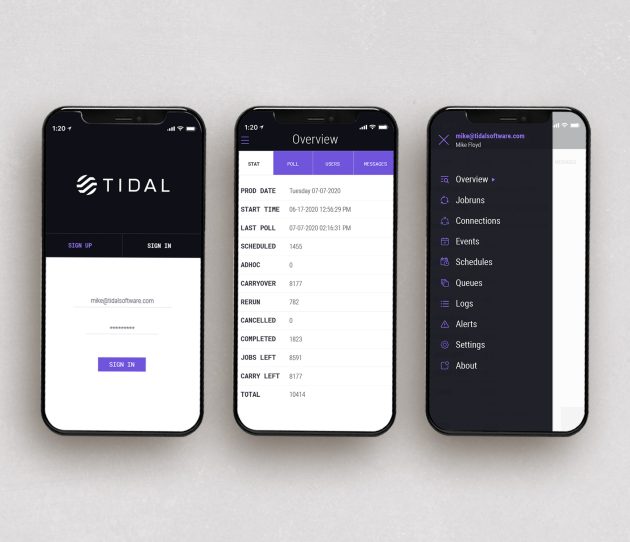 1:20
TIDAL
SIGN UP SIGN IN
mike@tidalsoftware.com
*********
SIGN IN
1:20
Overview
STAT POLL USERS MESSAGES
PROD DATE Tuesday 07-07-2020
START TIME 06-17-2020 12:56:29 PM
LAST POLL 07-07-2020 02:16:31 PM
SCHEDULED 1455
ADHOC 0
CARRYOVER 8177
RERUN 782
CANCELLED 0
COMPLETED 1823
JOBS LEFT 8591
CARRY LEFT 8177
TOTAL 10414
mike@tidalsoftware.com
Mike Floyd
MESSAGES
Overview
Jobruns
Connections
Events
Schedules
Queues
Logs
Alerts
Settings
About